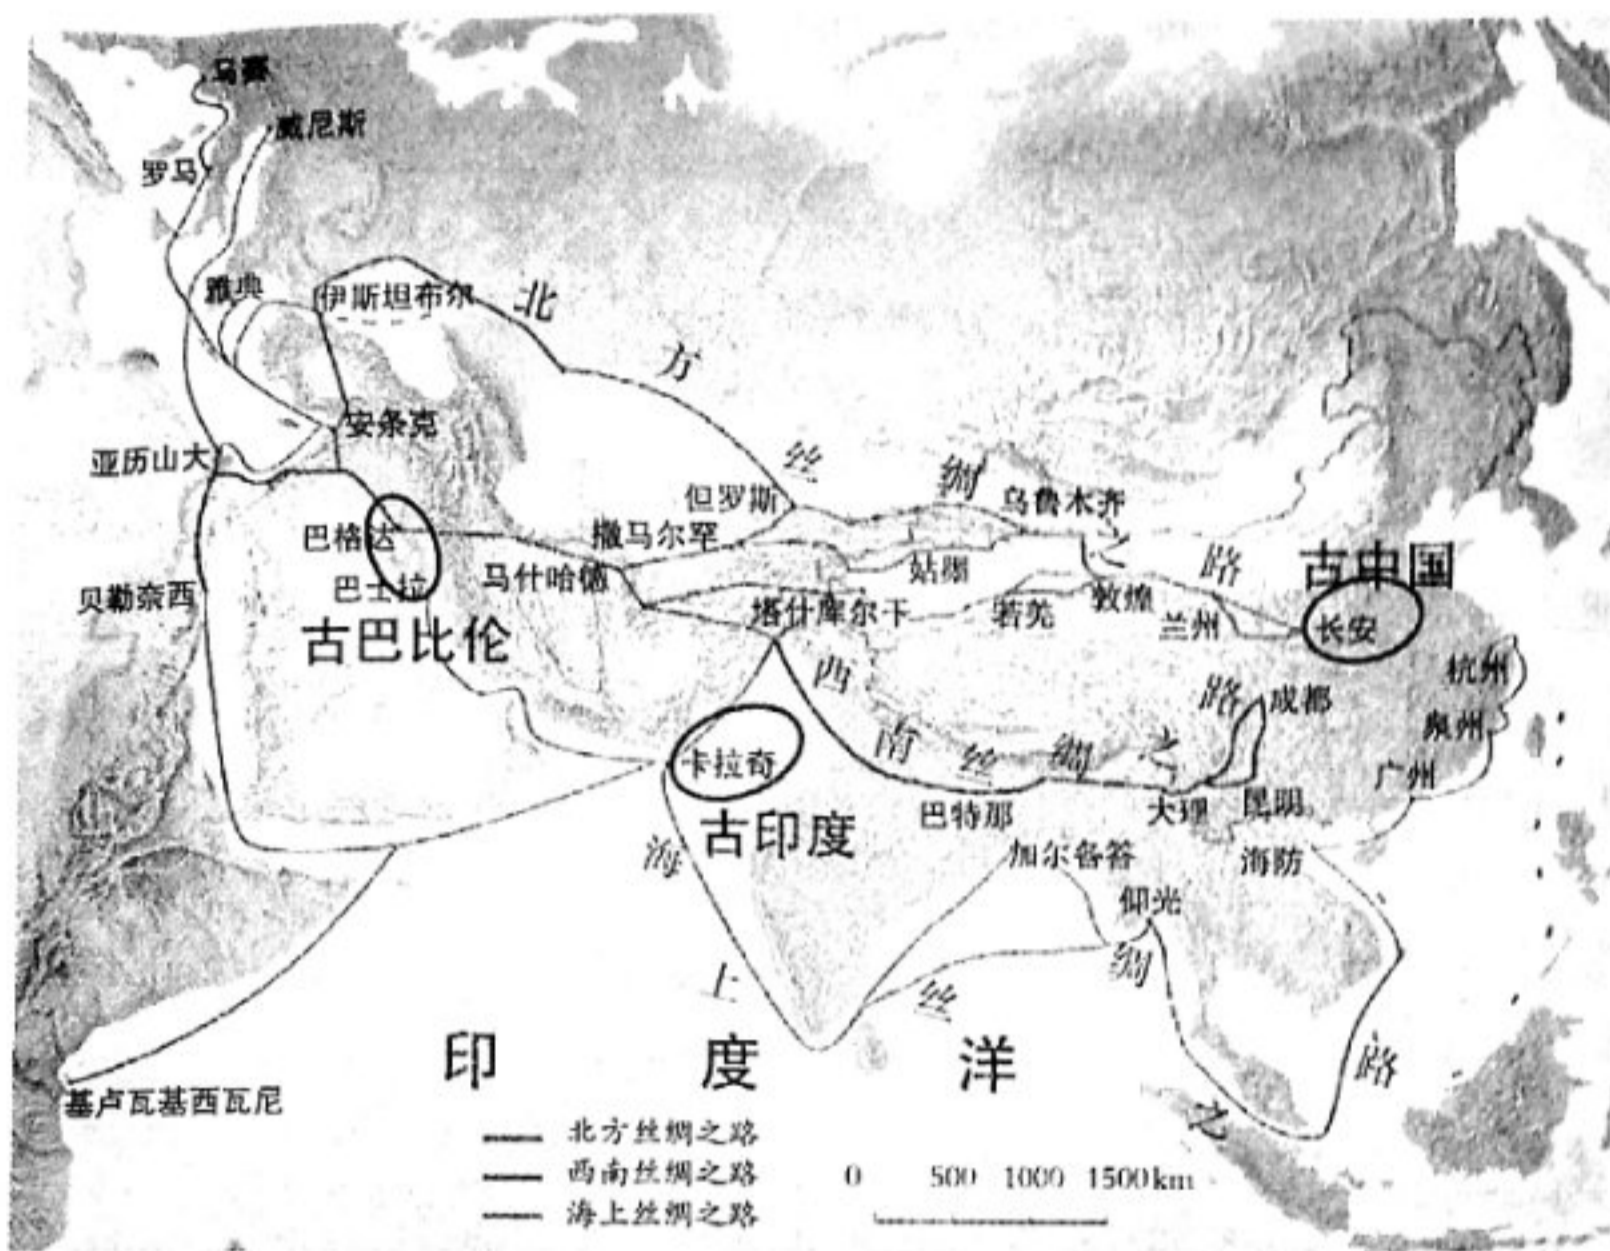 马赛
威尼斯
罗马
雅典
伊斯坦布尔
北
方
丝
绸
之
路
安条克
亚历山大
但罗斯
乌鲁木齐
巴格达
撒马尔罕
古中国
马什哈德
巴士拉
贝勒奈西
塔什库尔干
若羌
敦煌
兰州
长安
古巴比伦
杭州
西
南
丝
绸
之
路
成都
泉州
卡拉奇
广州
巴特那
大理
昆明
古印度
海
上
丝
绸
之
路
加尔各答
海防
仰光
印度洋
基卢瓦基西瓦尼
北方丝绸之路
西南丝绸之路
海上丝绸之路
0 500 1000 1500km